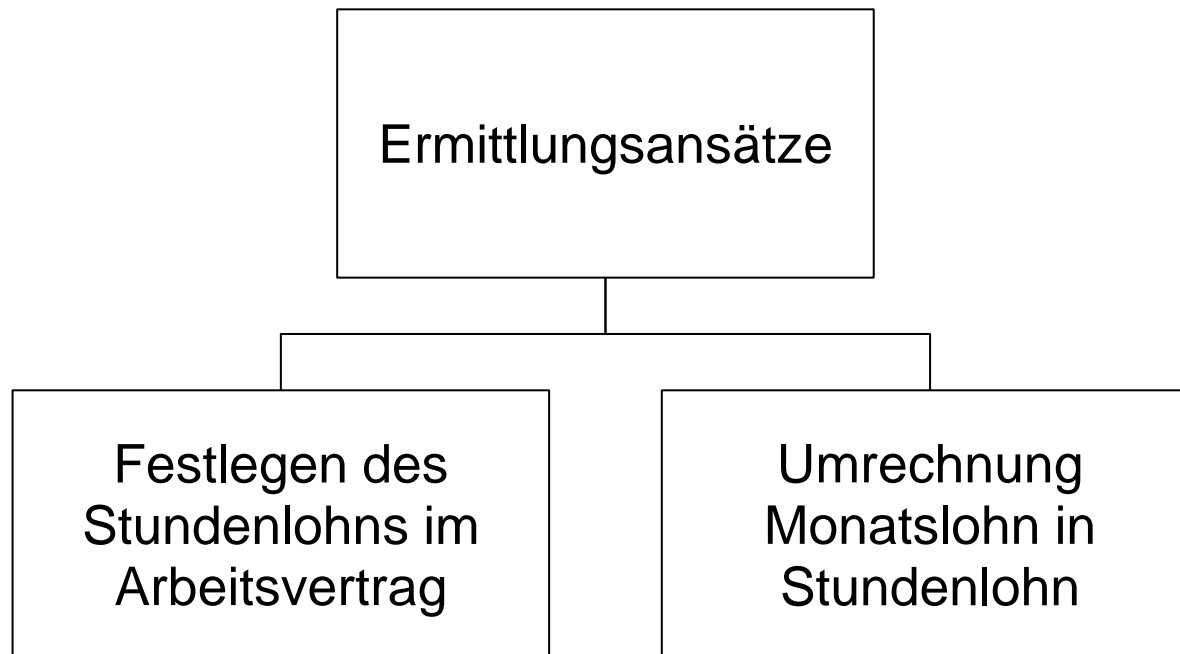 Ermittlungsansätze
Festlegen des
Stundenlohns im
Arbeitsvertrag
Umrechnung
Monatslohn in
Stundenlohn